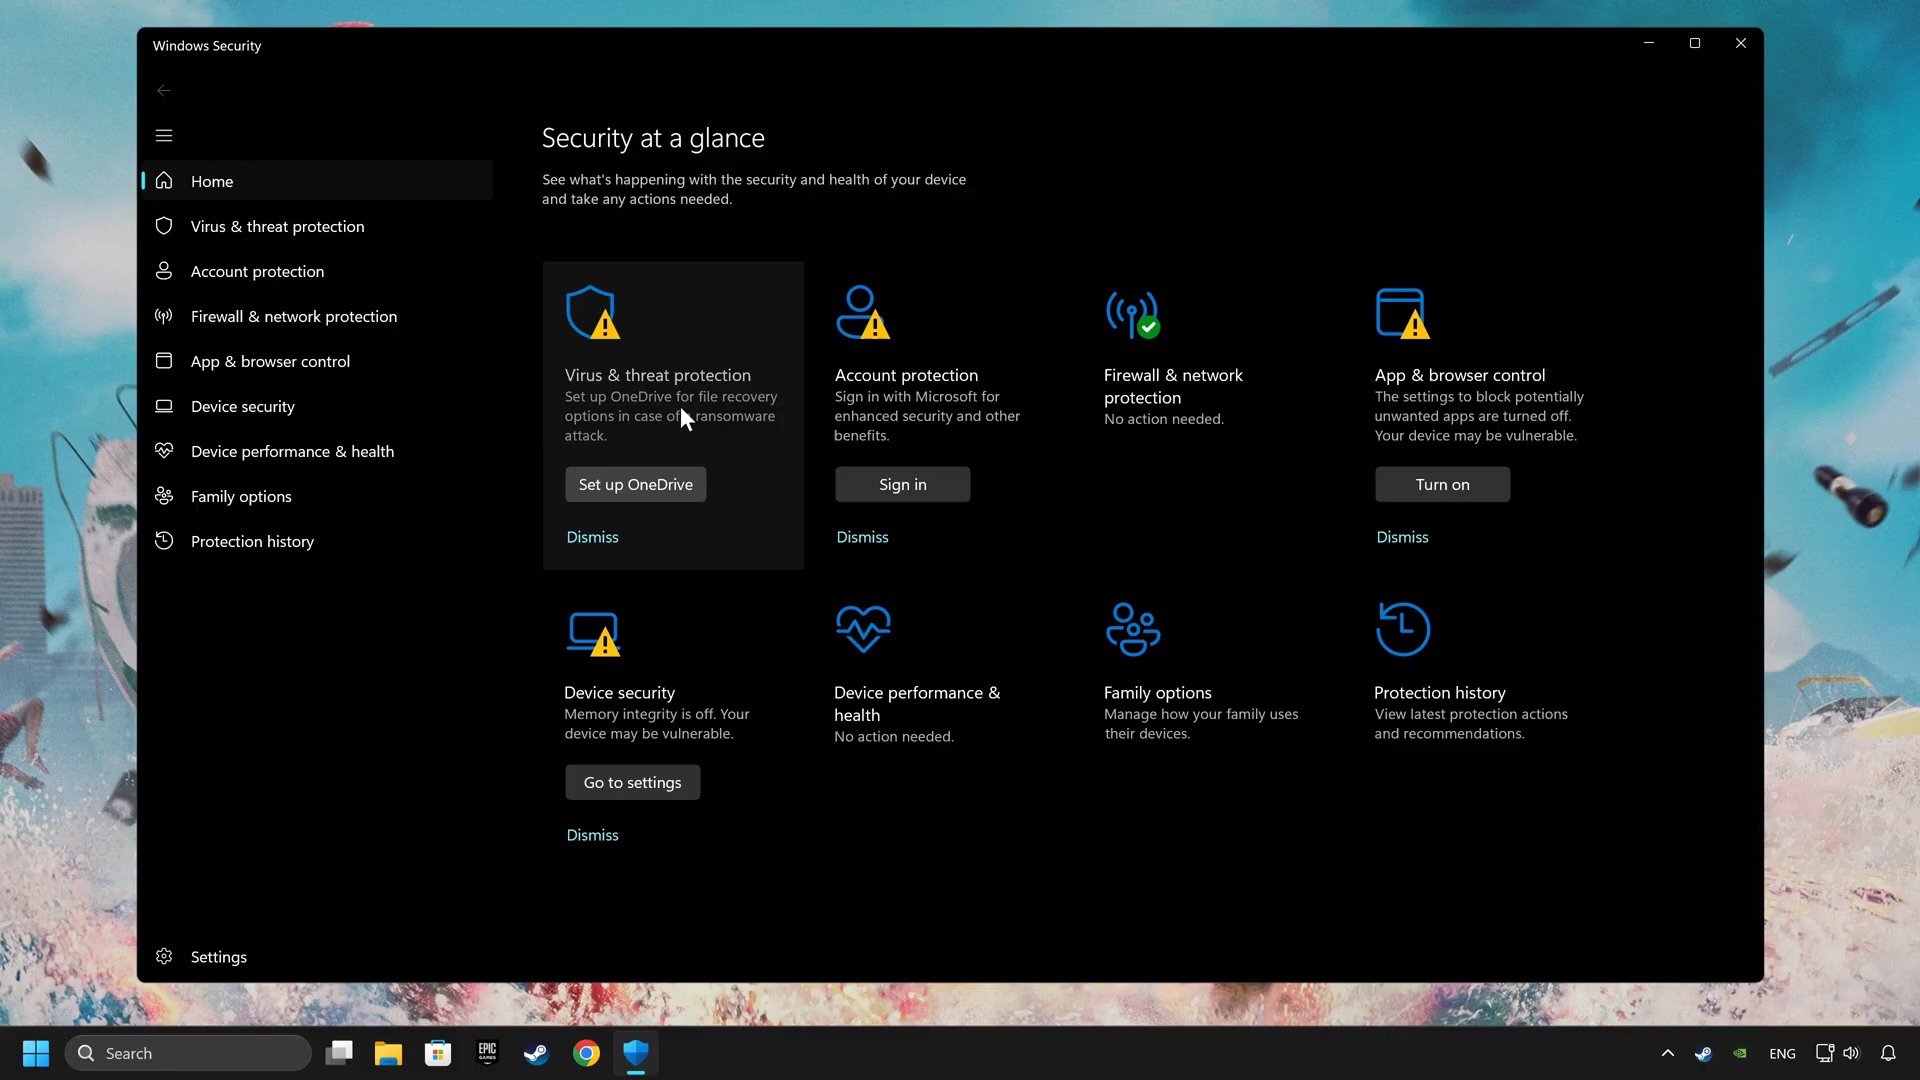 Windows Security
Home
Virus & threat protection
Account protection
Firewall & network protection
App & browser control
Device security
Device performance & health
Family options
Protection history
Settings
Security at a glance
See what's happening with the security and health of your device
and take any actions needed.
Virus & threat protection
Set up OneDrive for file recovery
options in case of ransomware
attack.
Set up OneDrive
Dismiss
Account protection
Sign in with Microsoft for
enhanced security and other
benefits.
Sign in
Dismiss
Firewall & network
protection
No action needed.
App & browser control
The settings to block potentially
unwanted apps are turned off.
Your device may be vulnerable.
Turn on
Dismiss
Device security
Memory integrity is off. Your
device may be vulnerable.
Go to settings
Dismiss
Device performance &
health
No action needed.
Family options
Manage how your family uses
their devices.
Protection history
View latest protection actions
and recommendations.
Search
EPIC
GAMES
ENG